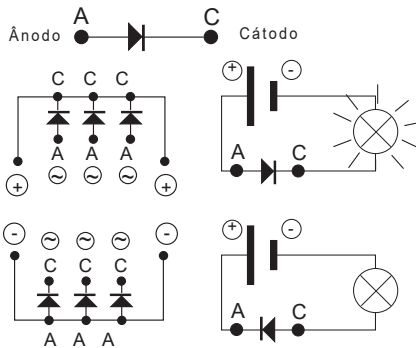 Ânodo A C Cátodo
C C C
A A A
~ ~ ~
+ +
+ -
A C
- ~ ~ ~ -
C C C
A A A
+ -
A C